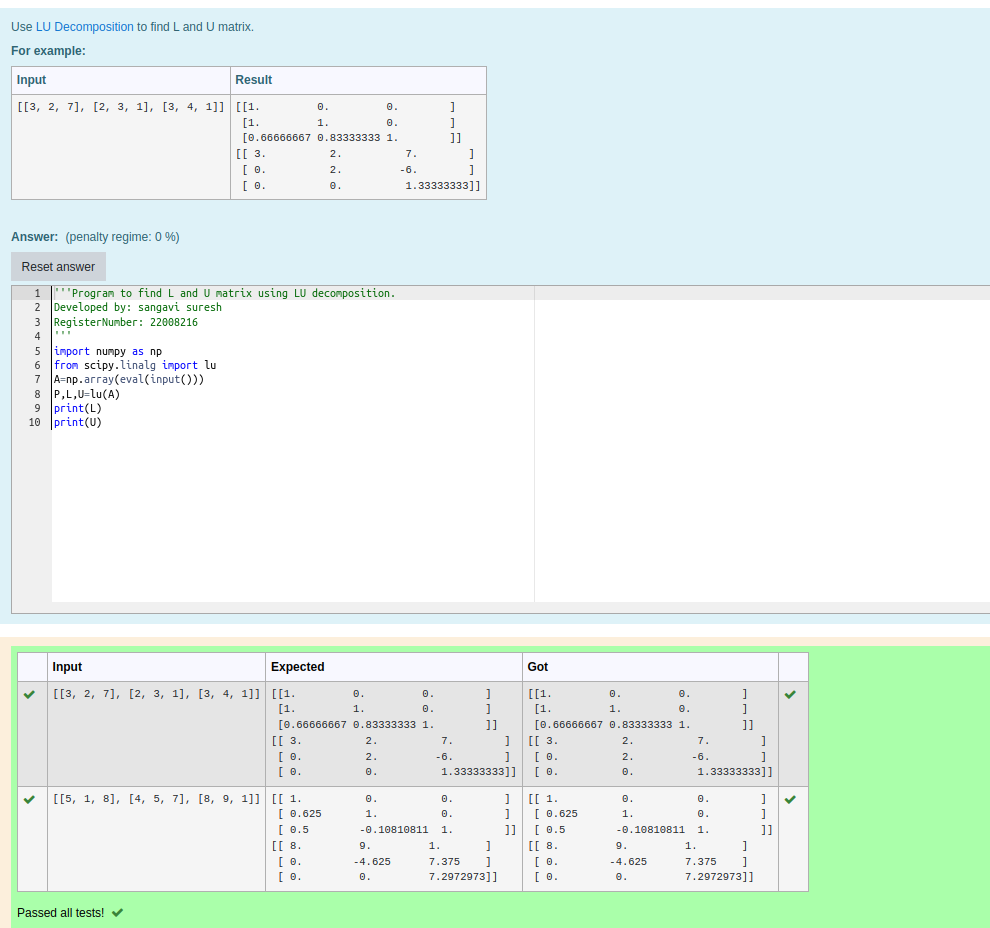 Use LU Decomposition to find L and U matrix.
For example:
Input Result
[[3, 2, 7], [2, 3, 1], [3, 4, 1]] [[1.         0.         0.        ]
[1.         1.         0.        ]
[0.66666667 0.83333333 1.        ]]
[[ 3.          2.          7.        ]
[ 0.          2.         -6.        ]
[ 0.          0.          1.33333333]]
Answer: (penalty regime: 0 %)
Reset answer
1 '''Program to find L and U matrix using LU decomposition.
2 Developed by: sangavi suresh
3 RegisterNumber: 22008216
4 '''
5 import numpy as np
6 from scipy.linalg import lu
7 A=np.array(eval(input()))
8 P,L,U=lu(A)
9 print(L)
10 print(U)
Input Expected Got
[[3, 2, 7], [2, 3, 1], [3, 4, 1]] [[1.         0.         0.        ] [[1.         0.         0.        ]
[1.         1.         0.        ] [1.         1.         0.        ]
[0.66666667 0.83333333 1.        ]] [0.66666667 0.83333333 1.        ]]
[[ 3.          2.          7.        ] [[ 3.          2.          7.        ]
[ 0.          2.         -6.        ] [ 0.          2.         -6.        ]
[ 0.          0.          1.33333333]] [ 0.          0.          1.33333333]]
[[5, 1, 8], [4, 5, 7], [8, 9, 1]] [[ 1.          0.          0.        ] [[ 1.          0.          0.        ]
[ 0.625       1.          0.        ] [ 0.625       1.          0.        ]
[ 0.5        -0.10810811  1.        ]] [ 0.5        -0.10810811  1.        ]]
[[ 8.         9.         1.       ] [[ 8.         9.         1.       ]
[ 0.        -4.625      7.375    ] [ 0.        -4.625      7.375    ]
[ 0.         0.         7.2972973]] [ 0.         0.         7.2972973]]
Passed all tests!